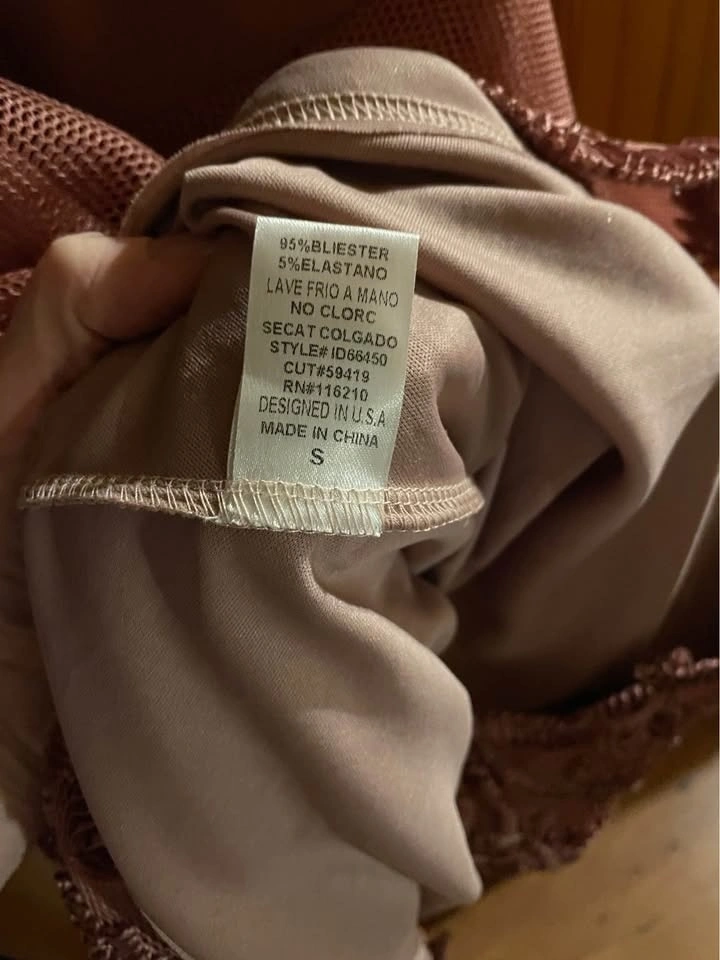 95%BLIESTER
5%ELASTANO
LAVE FRIO A MANO
NO CLORC
SECAT COLGADO
STYLE# ID66450
CUT#59419
RN#116210
DESIGNED IN U.S.A
MADE IN CHINA
S